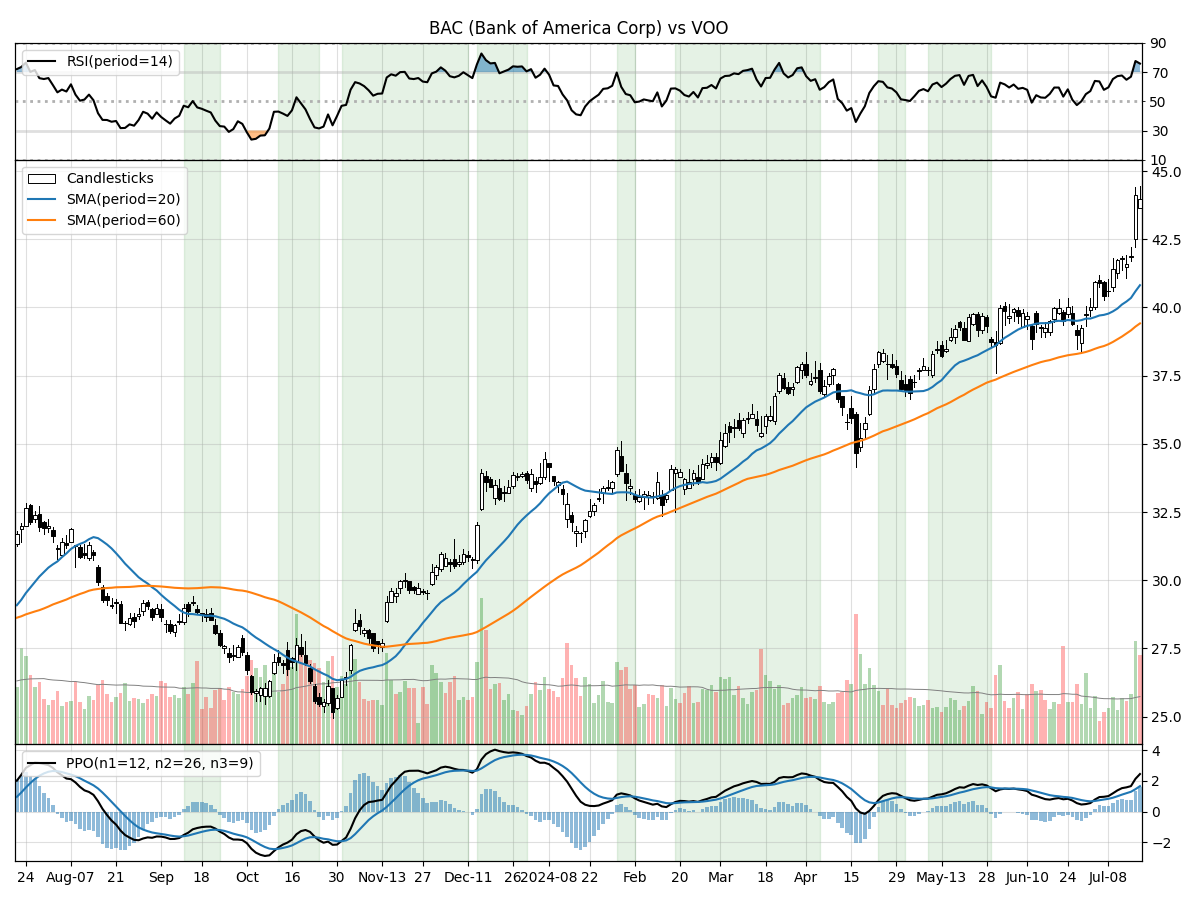 BAC (Bank of America Corp) vs VOO
RSI(period=14)
90
70
50
30
10
Candlesticks
SMA(period=20)
SMA(period=60)
45.0
42.5
40.0
37.5
35.0
32.5
30.0
27.5
25.0
PPO(n1=12, n2=26, n3=9)
4
2
0
−2
24 Aug-07 21 Sep 18 Oct 16 30 Nov-13 27 Dec-11 26 2024-08 22 Feb 20 Mar 18 Apr 15 29 May-13 28 Jun-10 24 Jul-08